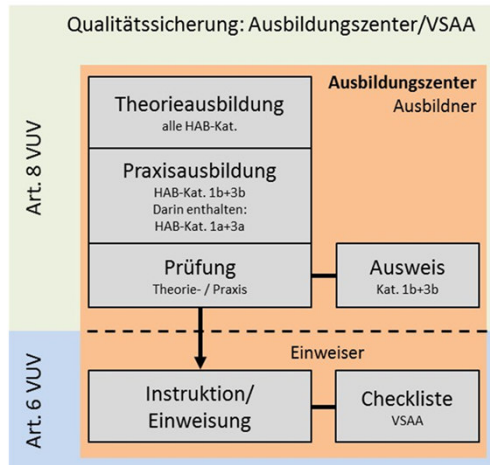 Qualitätssicherung: Ausbildungszenter/VSAA
Art. 8 VUV
Ausbildungszenter
Ausbildner
Theorieausbildung
alle HAB-Kat.
Praxisausbildung
HAB-Kat. 1b+3b
Darin enthalten:
HAB-Kat. 1a+3a
Prüfung
Theorie- / Praxis
Ausweis
Kat. 1b+3b
Art. 6 VUV
Einweiser
Instruktion/
Einweisung
Checkliste
VSAA